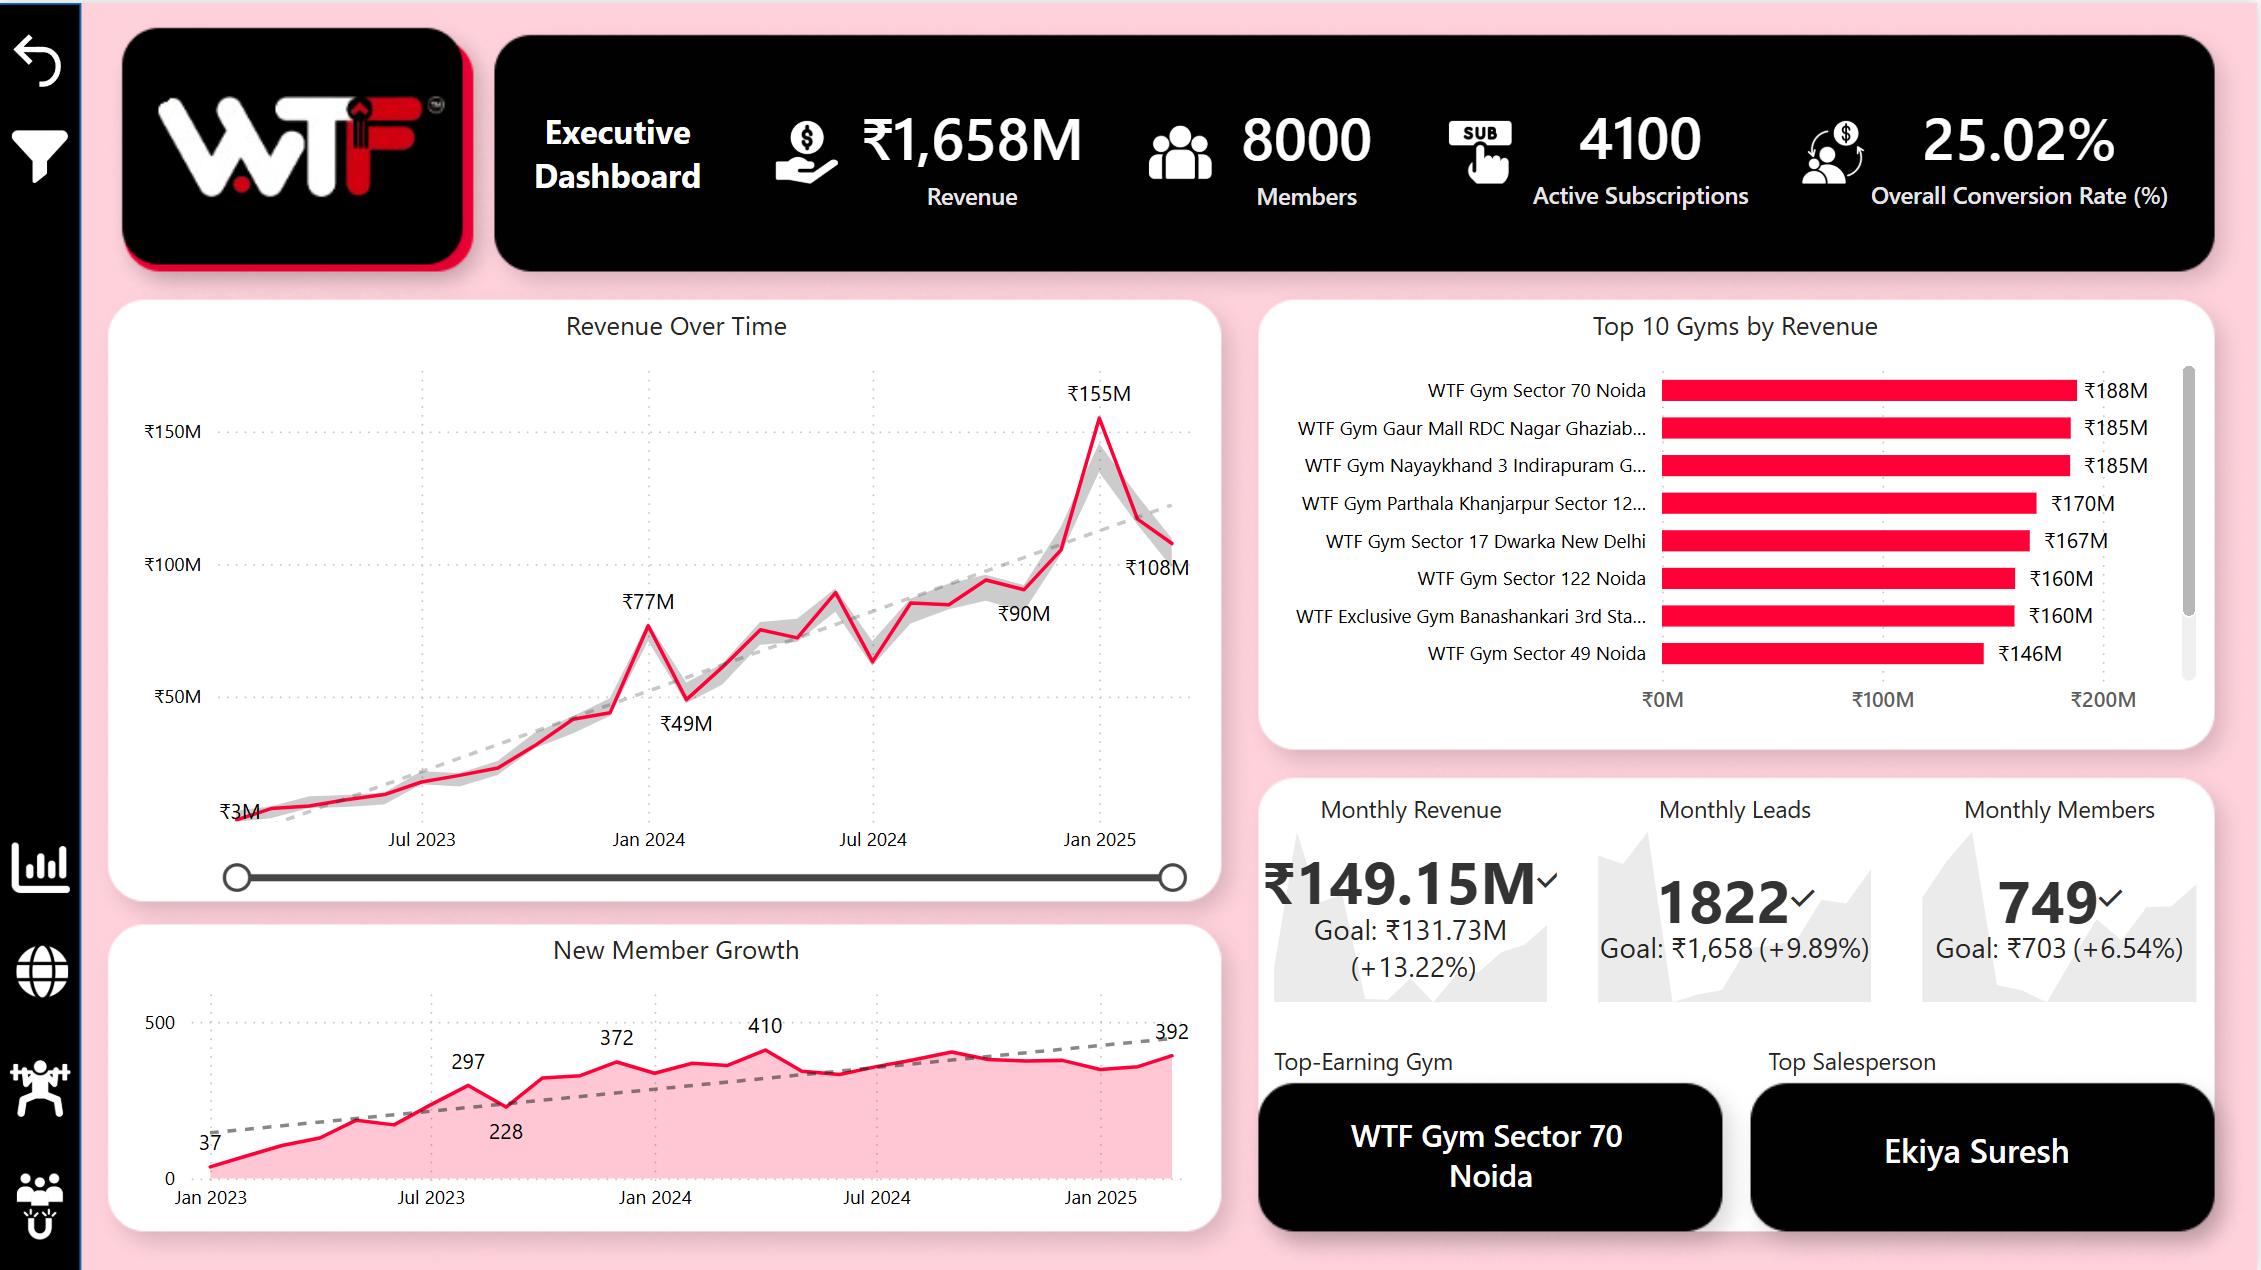 WTF
™
Executive
Dashboard
₹1,658M
Revenue
8000
Members
SUB
4100
Active Subscriptions
25.02%
Overall Conversion Rate (%)
Revenue Over Time
₹150M
₹100M
₹50M
₹3M
₹77M
₹49M
₹90M
₹155M
₹108M
Jul 2023
Jan 2024
Jul 2024
Jan 2025
Top 10 Gyms by Revenue
WTF Gym Sector 70 Noida ₹188M
WTF Gym Gaur Mall RDC Nagar Ghaziab... ₹185M
WTF Gym Nayaykhand 3 Indirapuram G... ₹185M
WTF Gym Parthala Khanjarpur Sector 12... ₹170M
WTF Gym Sector 17 Dwarka New Delhi ₹167M
WTF Gym Sector 122 Noida ₹160M
WTF Exclusive Gym Banashankari 3rd Sta... ₹160M
WTF Gym Sector 49 Noida ₹146M
₹0M ₹100M ₹200M
New Member Growth
500
0
37
297
228
372
410
392
Jan 2023
Jul 2023
Jan 2024
Jul 2024
Jan 2025
Monthly Revenue
₹149.15M
Goal: ₹131.73M
(+13.22%)
Monthly Leads
1822
Goal: ₹1,658 (+9.89%)
Monthly Members
749
Goal: ₹703 (+6.54%)
Top-Earning Gym
WTF Gym Sector 70
Noida
Top Salesperson
Ekiya Suresh